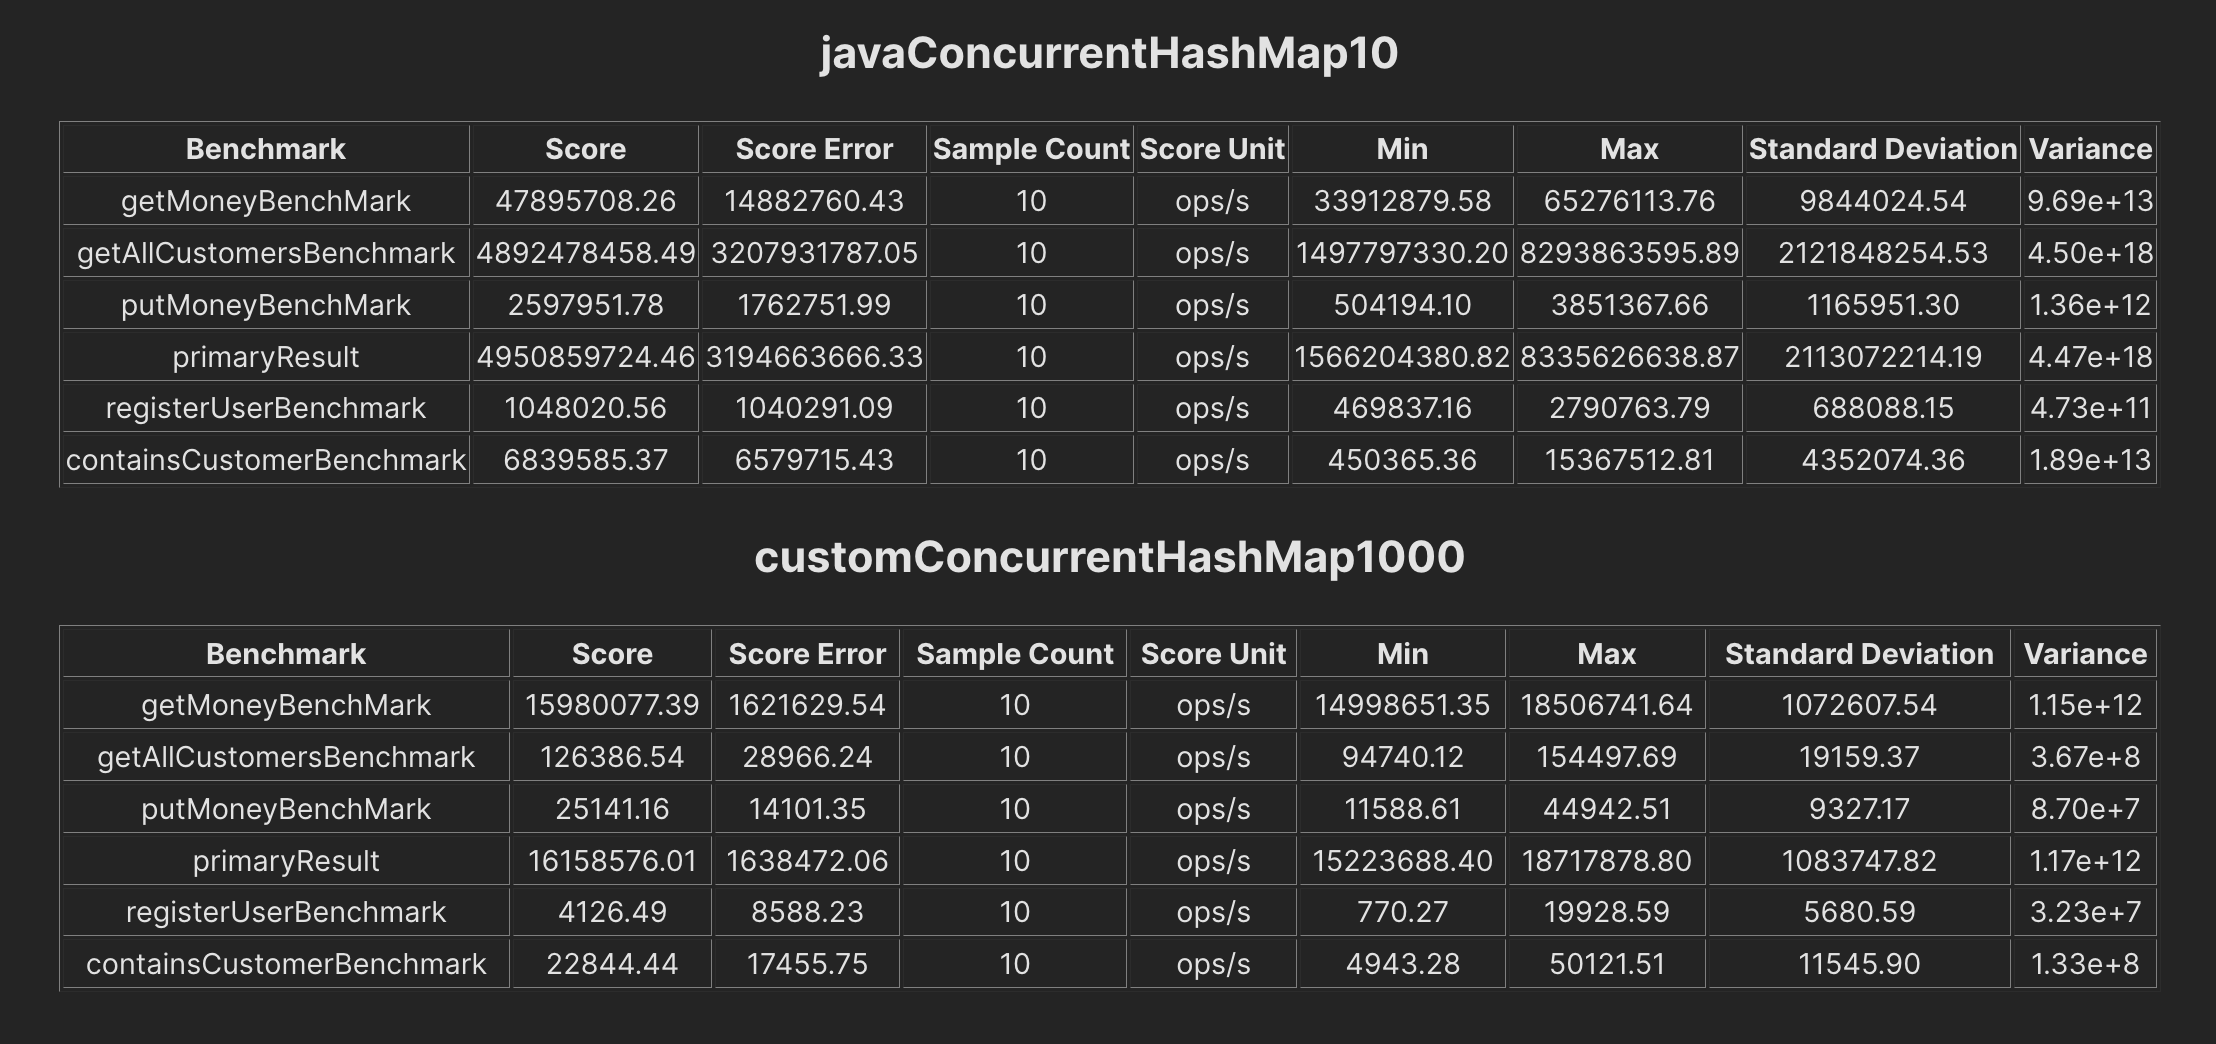 javaConcurrentHashMap10
Benchmark Score Score Error Sample Count Score Unit Min Max Standard Deviation Variance
getMoneyBenchMark 47895708.26 14882760.43 10 ops/s 33912879.58 65276113.76 9844024.54 9.69e+13
getAllCustomersBenchmark 4892478458.49 3207931787.05 10 ops/s 1497797330.20 8293863595.89 2121848254.53 4.50e+18
putMoneyBenchMark 2597951.78 1762751.99 10 ops/s 504194.10 3851367.66 1165951.30 1.36e+12
primaryResult 4950859724.46 3194663666.33 10 ops/s 1566204380.82 8335626638.87 2113072214.19 4.47e+18
registerUserBenchmark 1048020.56 1040291.09 10 ops/s 469837.16 2790763.79 688088.15 4.73e+11
containsCustomerBenchmark 6839585.37 6579715.43 10 ops/s 450365.36 15367512.81 4352074.36 1.89e+13
customConcurrentHashMap1000
Benchmark Score Score Error Sample Count Score Unit Min Max Standard Deviation Variance
getMoneyBenchMark 15980077.39 1621629.54 10 ops/s 14998651.35 18506741.64 1072607.54 1.15e+12
getAllCustomersBenchmark 126386.54 28966.24 10 ops/s 94740.12 154497.69 19159.37 3.67e+8
putMoneyBenchMark 25141.16 14101.35 10 ops/s 11588.61 44942.51 9327.17 8.70e+7
primaryResult 16158576.01 1638472.06 10 ops/s 15223688.40 18717878.80 1083747.82 1.17e+12
registerUserBenchmark 4126.49 8588.23 10 ops/s 770.27 19928.59 5680.59 3.23e+7
containsCustomerBenchmark 22844.44 17455.75 10 ops/s 4943.28 50121.51 11545.90 1.33e+8